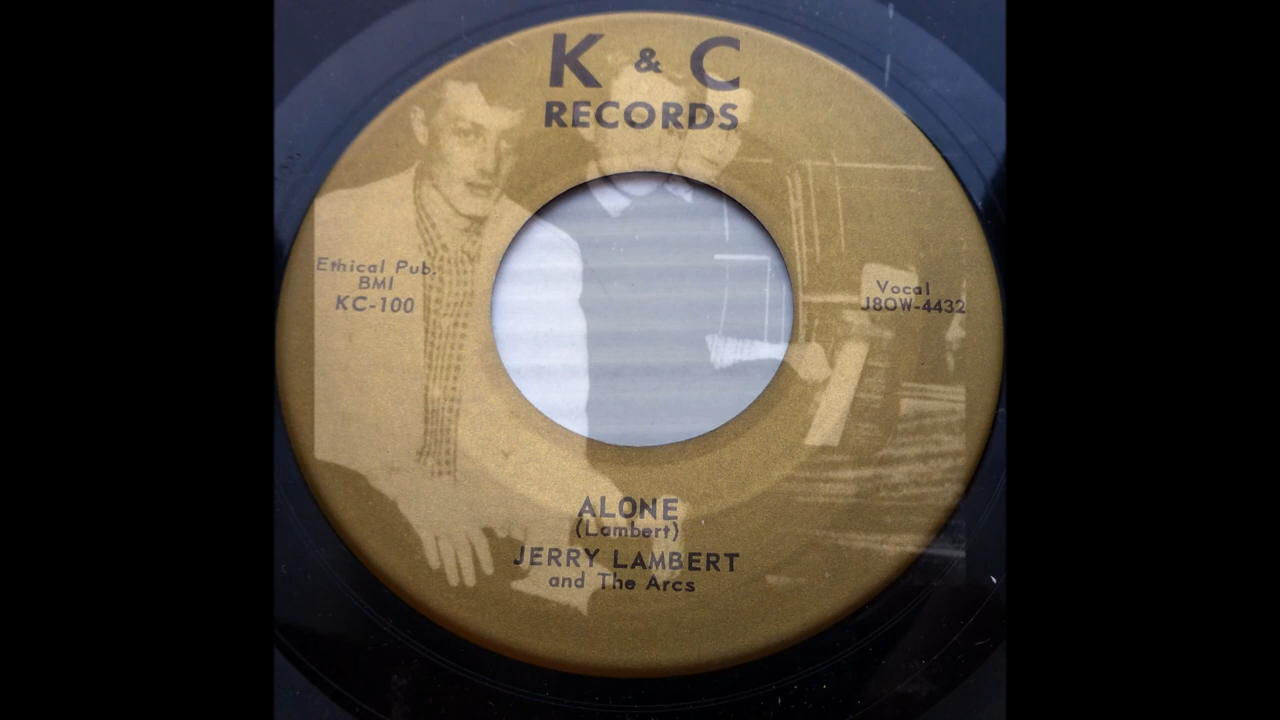 K & C
RECORDS
Ethical Pub.
BMI
KC-100
Vocal
J8OW-4432
ALONE
(Lambert)
JERRY LAMBERT
and The Arcs